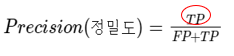 Precision(정밀도) = TP / FP+TP